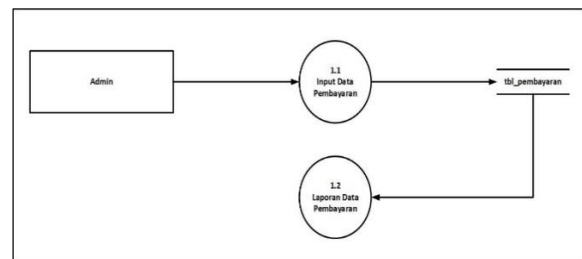 Admin
1.1
Input Data
Pembayaran
tbl_pembayaran
1.2
Laporan Data
Pembayaran